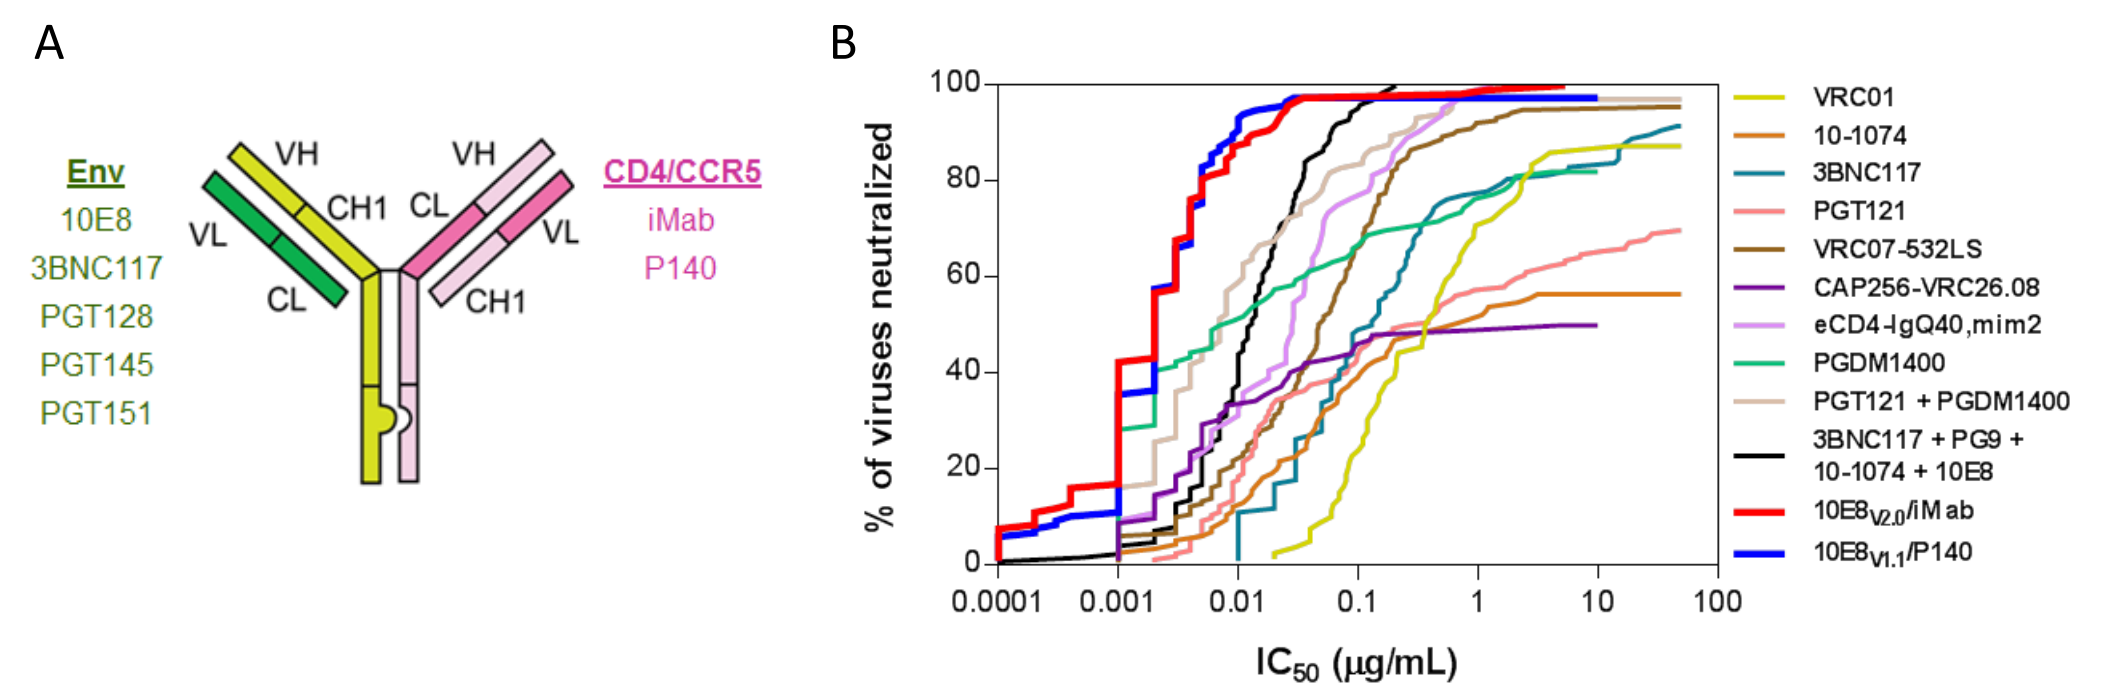 A
Env
10E8
3BNC117
PGT128
PGT145
PGT151
VH
VH
CH1
CL
VL
VL
CL
CH1
CD4/CCR5
iMab
P140
B
% of viruses neutralized
100
80
60
40
20
0
0.0001
0.001
0.01
0.1
1
10
100
IC50 (μg/mL)
VRC01
10-1074
3BNC117
PGT121
VRC07-532LS
CAP256-VRC26.08
eCD4-IgQ40,mim2
PGDM1400
PGT121 + PGDM1400
3BNC117 + PG9 +
10-1074 + 10E8
10E8V2.0/iMab
10E8V1.1/P140